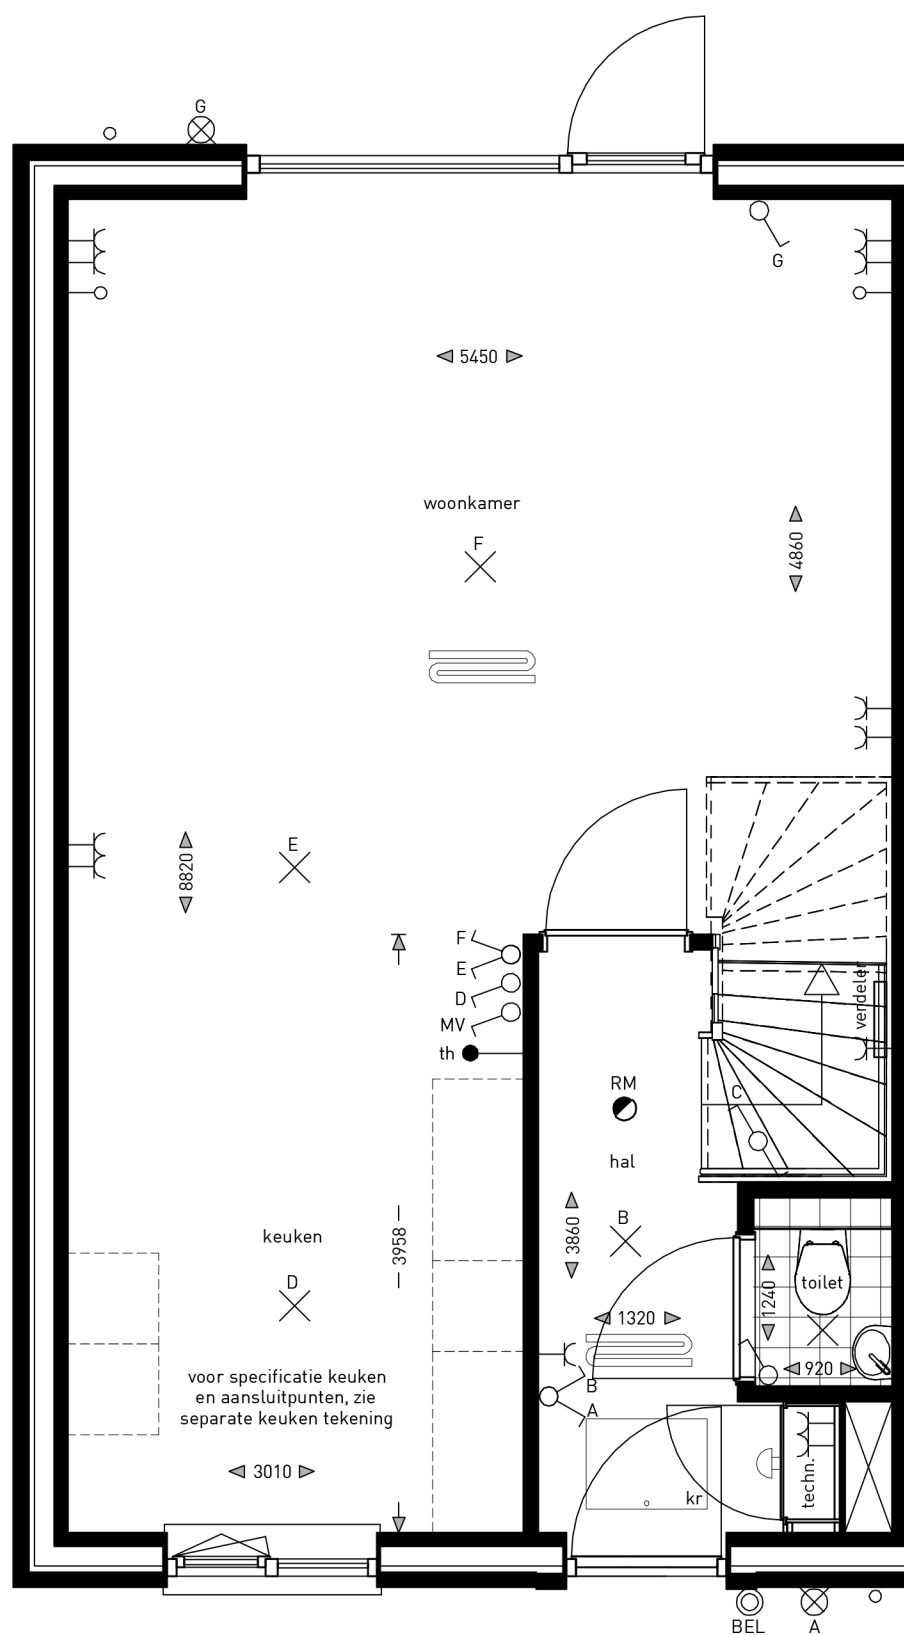 G
G
5450
woonkamer
F
4860
E
8820
F
E
D
MV
th
vendeler
RM
C
hal
B
3860
keuken
3958
D
toilet
1240
1320
920
voor specificatie keuken
en aansluitpunten, zie
separate keuken tekening
B
A
3010
kr
techn.
BEL
A